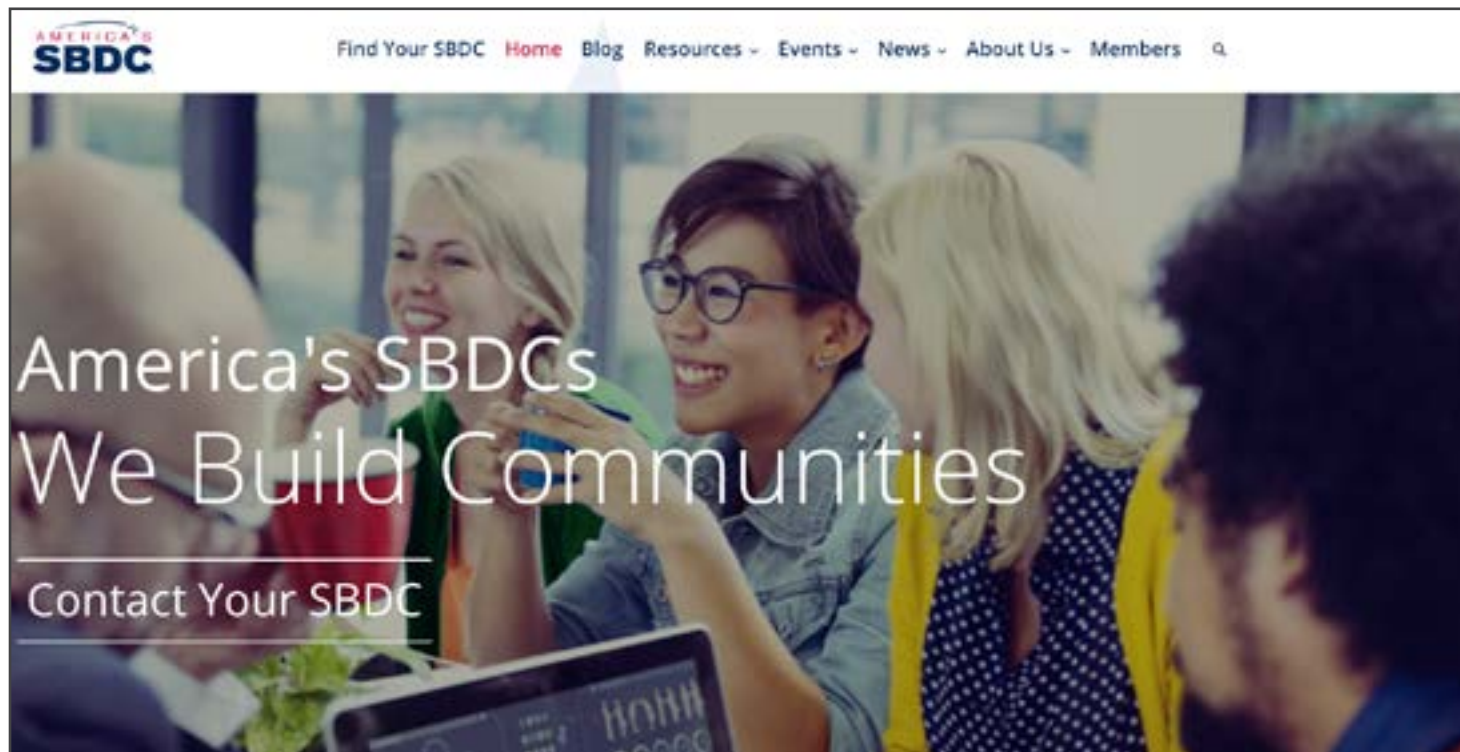 AMERICA'S
SBDC
Find Your SBDC Home Blog Resources Events News About Us Members
America's SBDCs
We Build Communities
Contact Your SBDC